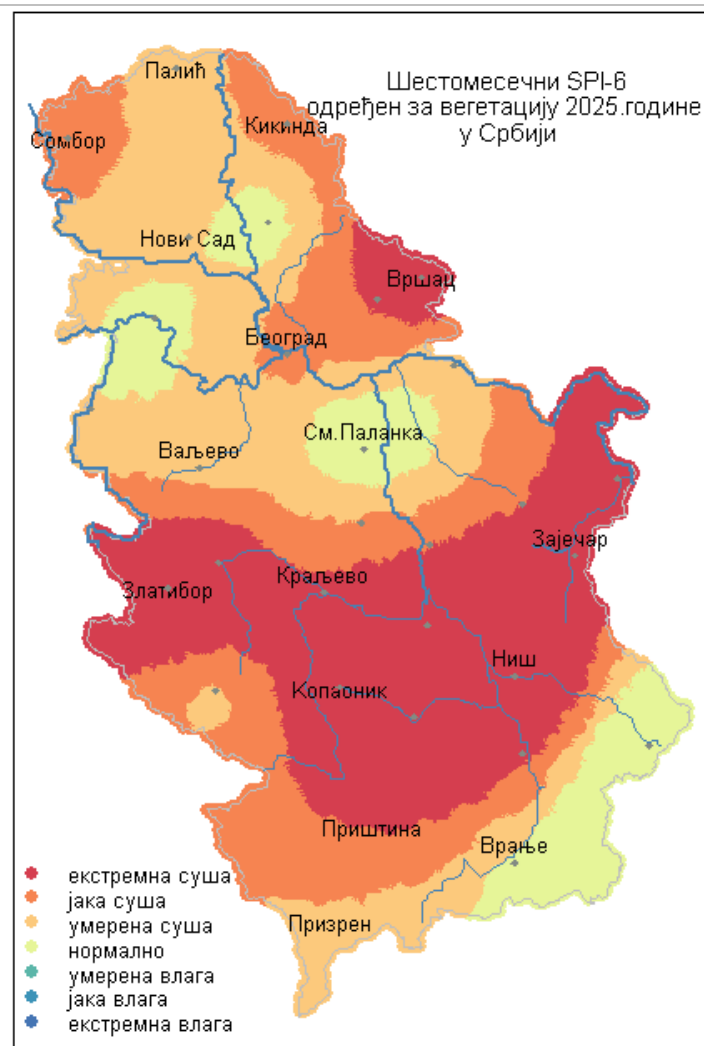 Шестомесечни SPI-6
одређен за вегетацију 2025.године
у Србији
Палић
Кикинда
Сомбор
Нови Сад
Вршац
Београд
См.Паланка
Ваљево
Зајечар
Краљево
Златибор
Ниш
Копаоник
Приштина
Врање
Призрен
екстремна суша
јака суша
умерена суша
нормално
умерена влага
јака влага
екстремна влага